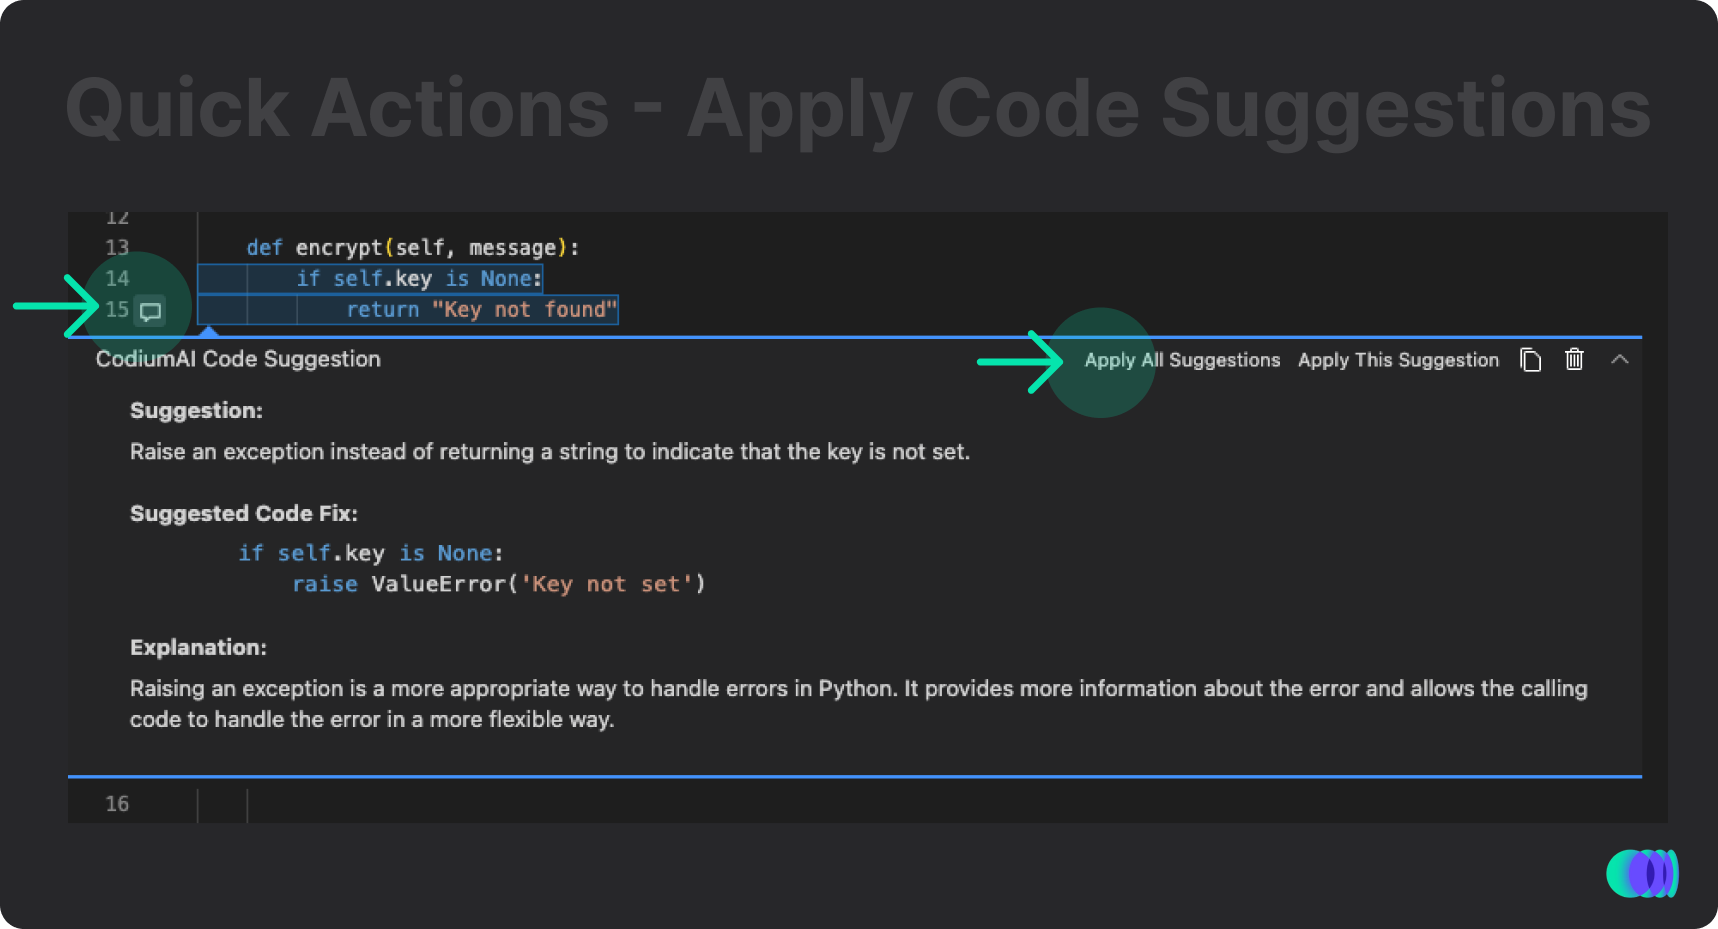 Quick Actions - Apply Code Suggestions
12
13 def encrypt(self, message):
14 if self.key is None:
15 return "Key not found"
CodiumAI Code Suggestion Apply All Suggestions Apply This Suggestion
Suggestion:
Raise an exception instead of returning a string to indicate that the key is not set.
Suggested Code Fix:
if self.key is None:
raise ValueError('Key not set')
Explanation:
Raising an exception is a more appropriate way to handle errors in Python. It provides more information about the error and allows the calling
code to handle the error in a more flexible way.
16